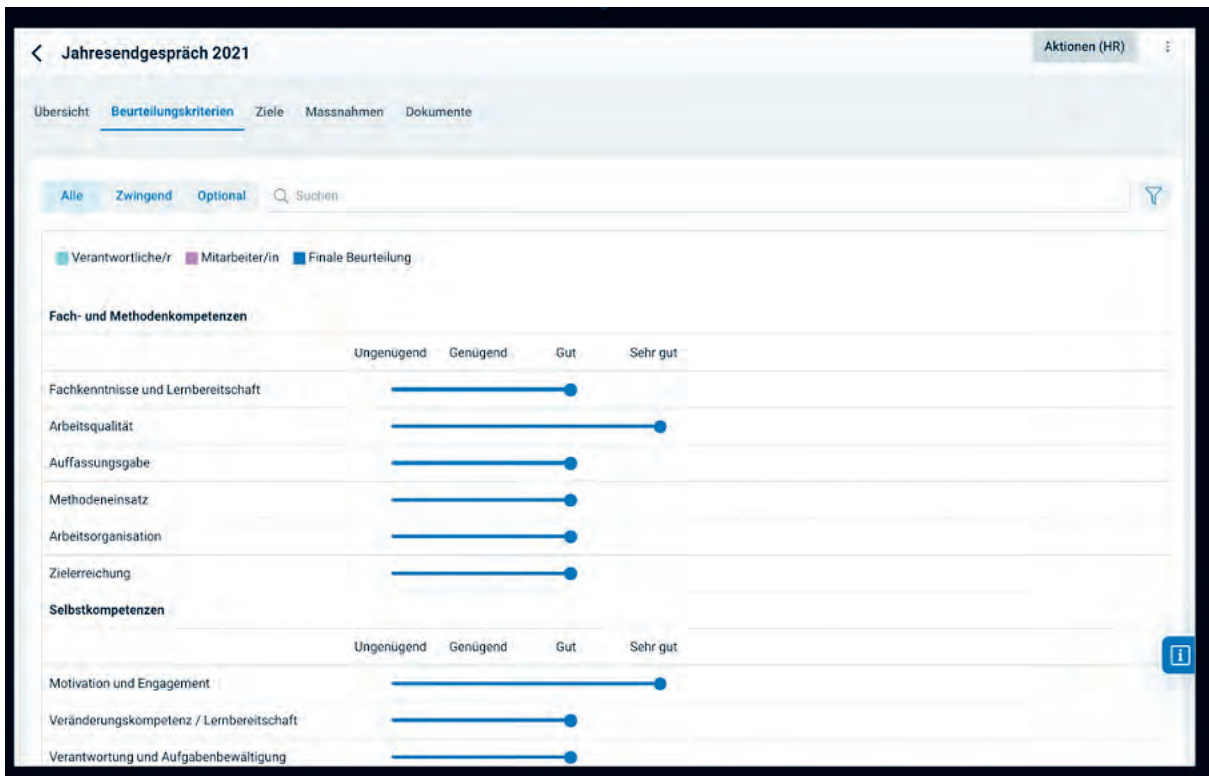 Jahresendgespräch 2021
Aktionen (HR)
Übersicht Beurteilungskriterien Ziele Massnahmen Dokumente
Alle Zwingend Optional Suchen
Verantwortliche/r Mitarbeiter/in Finale Beurteilung
Fach- und Methodenkompetenzen
Ungenügend Genügend Gut Sehr gut
Fachkenntnisse und Lernbereitschaft
Arbeitsqualität
Auffassungsgabe
Methodeneinsatz
Arbeitsorganisation
Zielerreichung
Selbstkompetenzen
Ungenügend Genügend Gut Sehr gut
Motivation und Engagement
Veränderungskompetenz / Lernbereitschaft
Verantwortung und Aufgabenbewältigung